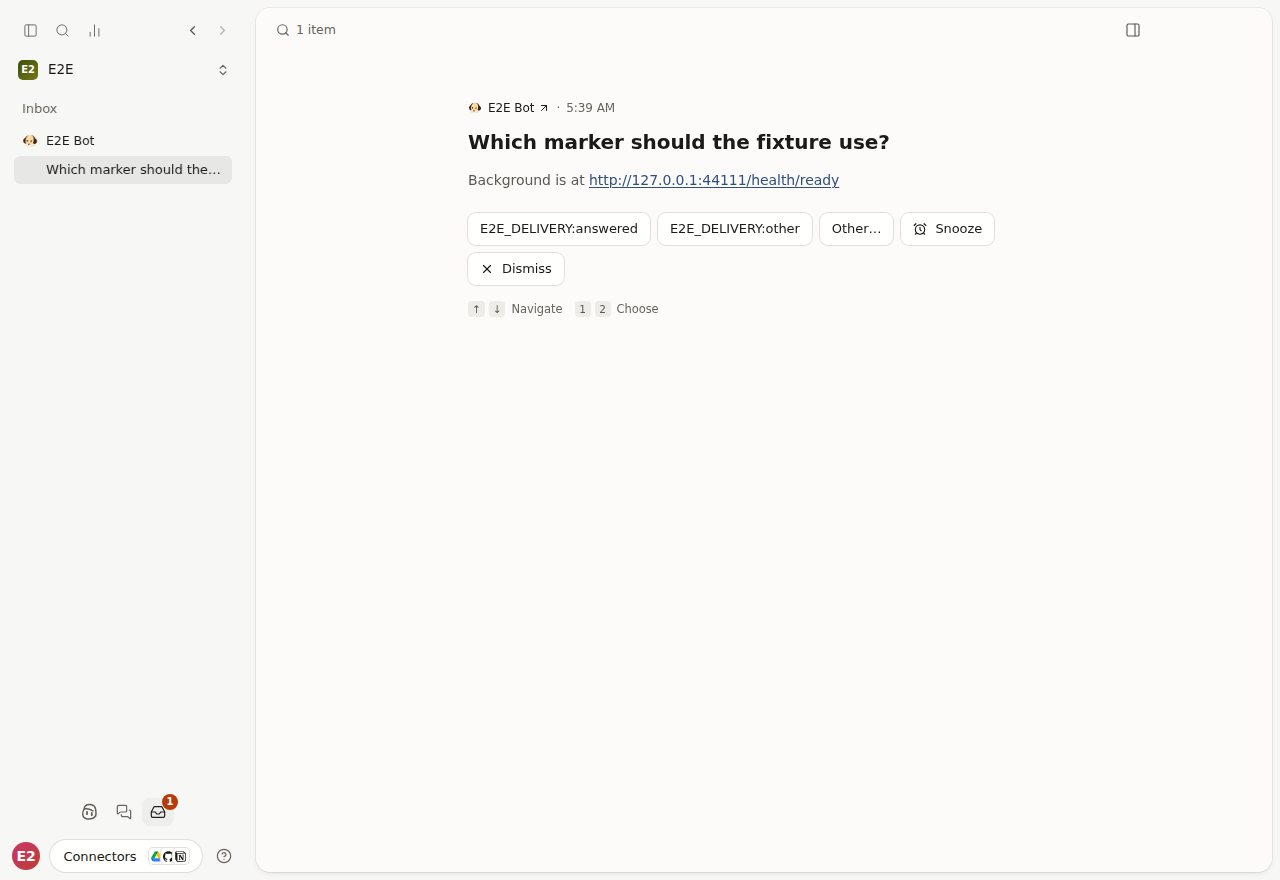 1 item
E2 E2E
Inbox
E2E Bot
Which marker should the…
E2E Bot · 5:39 AM
Which marker should the fixture use?
Background is at http://127.0.0.1:44111/health/ready
E2E_DELIVERY:answered E2E_DELIVERY:other Other… Snooze
Dismiss
↑ ↓ Navigate 1 2 Choose
1
E2 Connectors